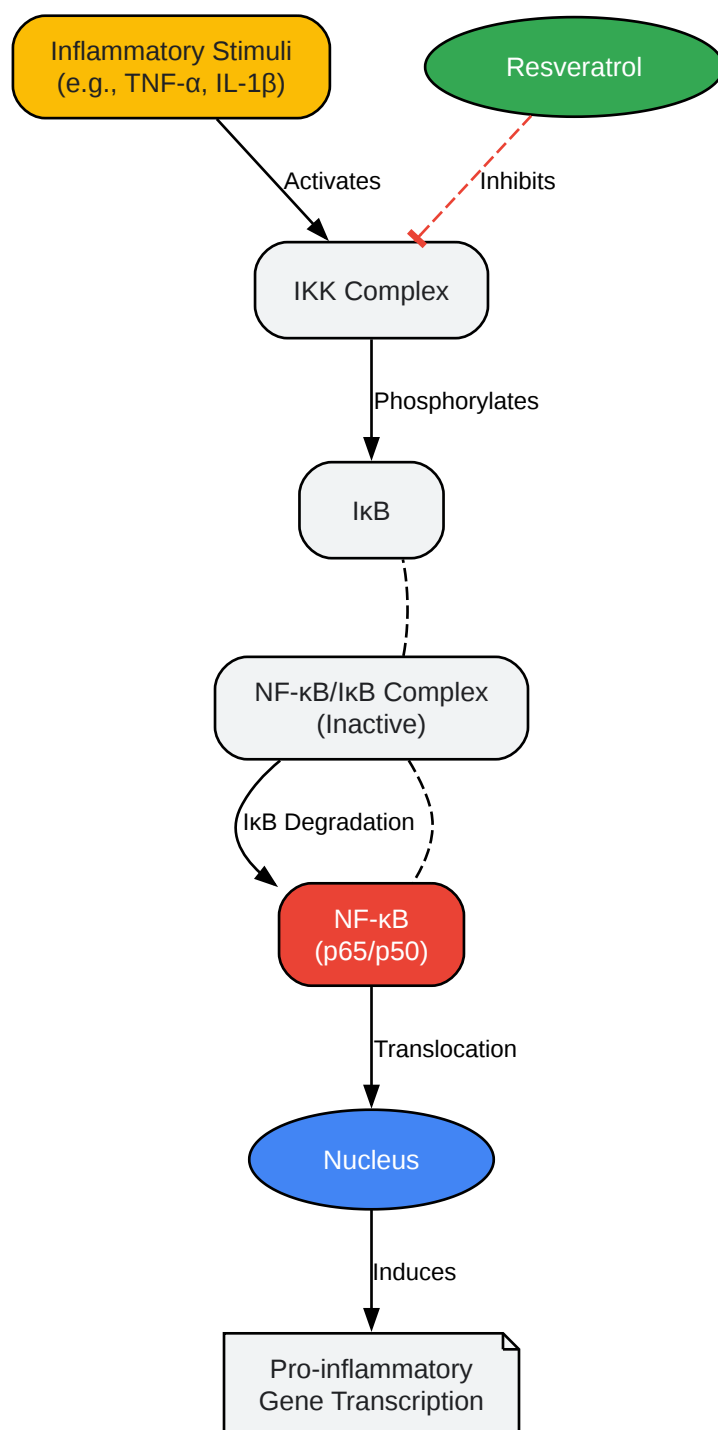 Inflammatory Stimuli
(e.g., TNF-α, IL-1β)
Resveratrol
Activates
Inhibits
IKK Complex
Phosphorylates
IκB
NF-κB/IκB Complex
(Inactive)
IκB Degradation
NF-κB
(p65/p50)
Translocation
Nucleus
Induces
Pro-inflammatory
Gene Transcription